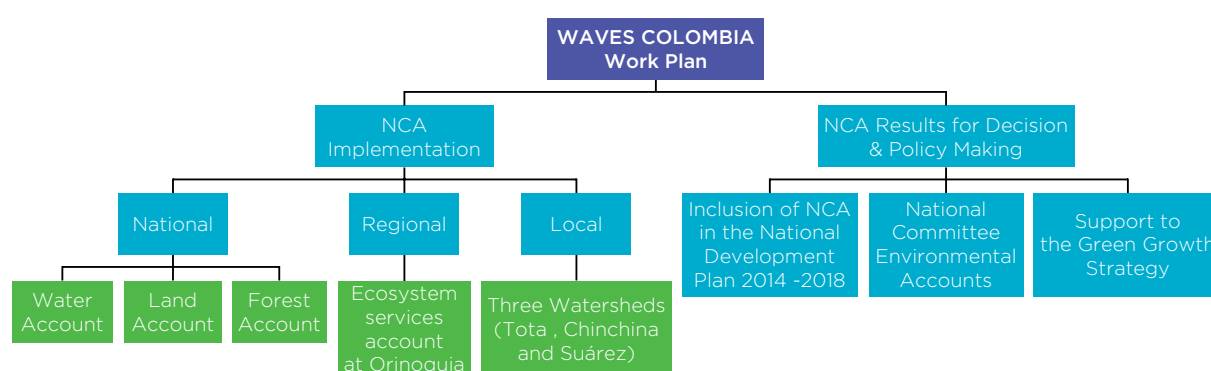 WAVES COLOMBIA
Work Plan
NCA
Implementation
NCA Results for Decision
& Policy Making
National
Regional
Local
Inclusion of NCA
in the National
Development
Plan 2014 -2018
National
Committee
Environmental
Accounts
Support to
the Green Growth
Strategy
Water
Account
Land
Account
Forest
Account
Ecosystem
services
account
at Orinoquia
Three Watersheds
(Tota , Chinchina
and Suárez)